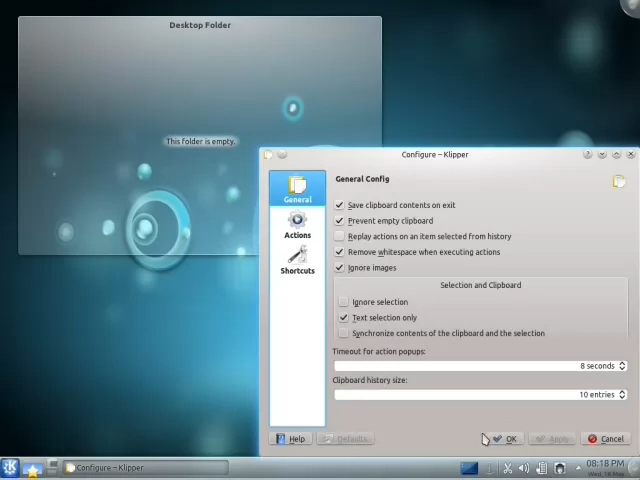 Desktop Folder
This folder is empty.
Configure – Klipper
General
Actions
Shortcuts
General Config
Save clipboard contents on exit
Prevent empty clipboard
Replay actions on an item selected from history
Remove whitespace when executing actions
Ignore images
Selection and Clipboard
Ignore selection
Text selection only
Synchronize contents of the clipboard and the selection
Timeout for action popups:
8 seconds
Clipboard history size:
10 entries
Help
Defaults
OK
Apply
Cancel
Configure – Klipper
08:18 PM
Wed, 18 May